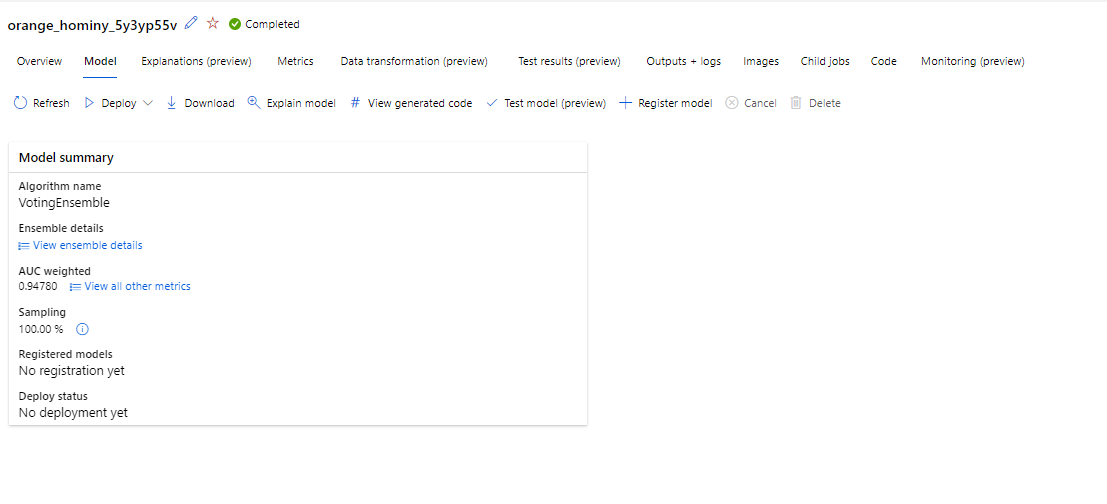 orange_hominy_5y3yp55v Completed
Overview Model Explanations (preview) Metrics Data transformation (preview) Test results (preview) Outputs + logs Images Child jobs Code Monitoring (preview)
Refresh Deploy Download Explain model # View generated code Test model (preview) Register model Cancel Delete
Model summary
Algorithm name
VotingEnsemble
Ensemble details
View ensemble details
AUC weighted
0.94780 View all other metrics
Sampling
100.00 %
Registered models
No registration yet
Deploy status
No deployment yet